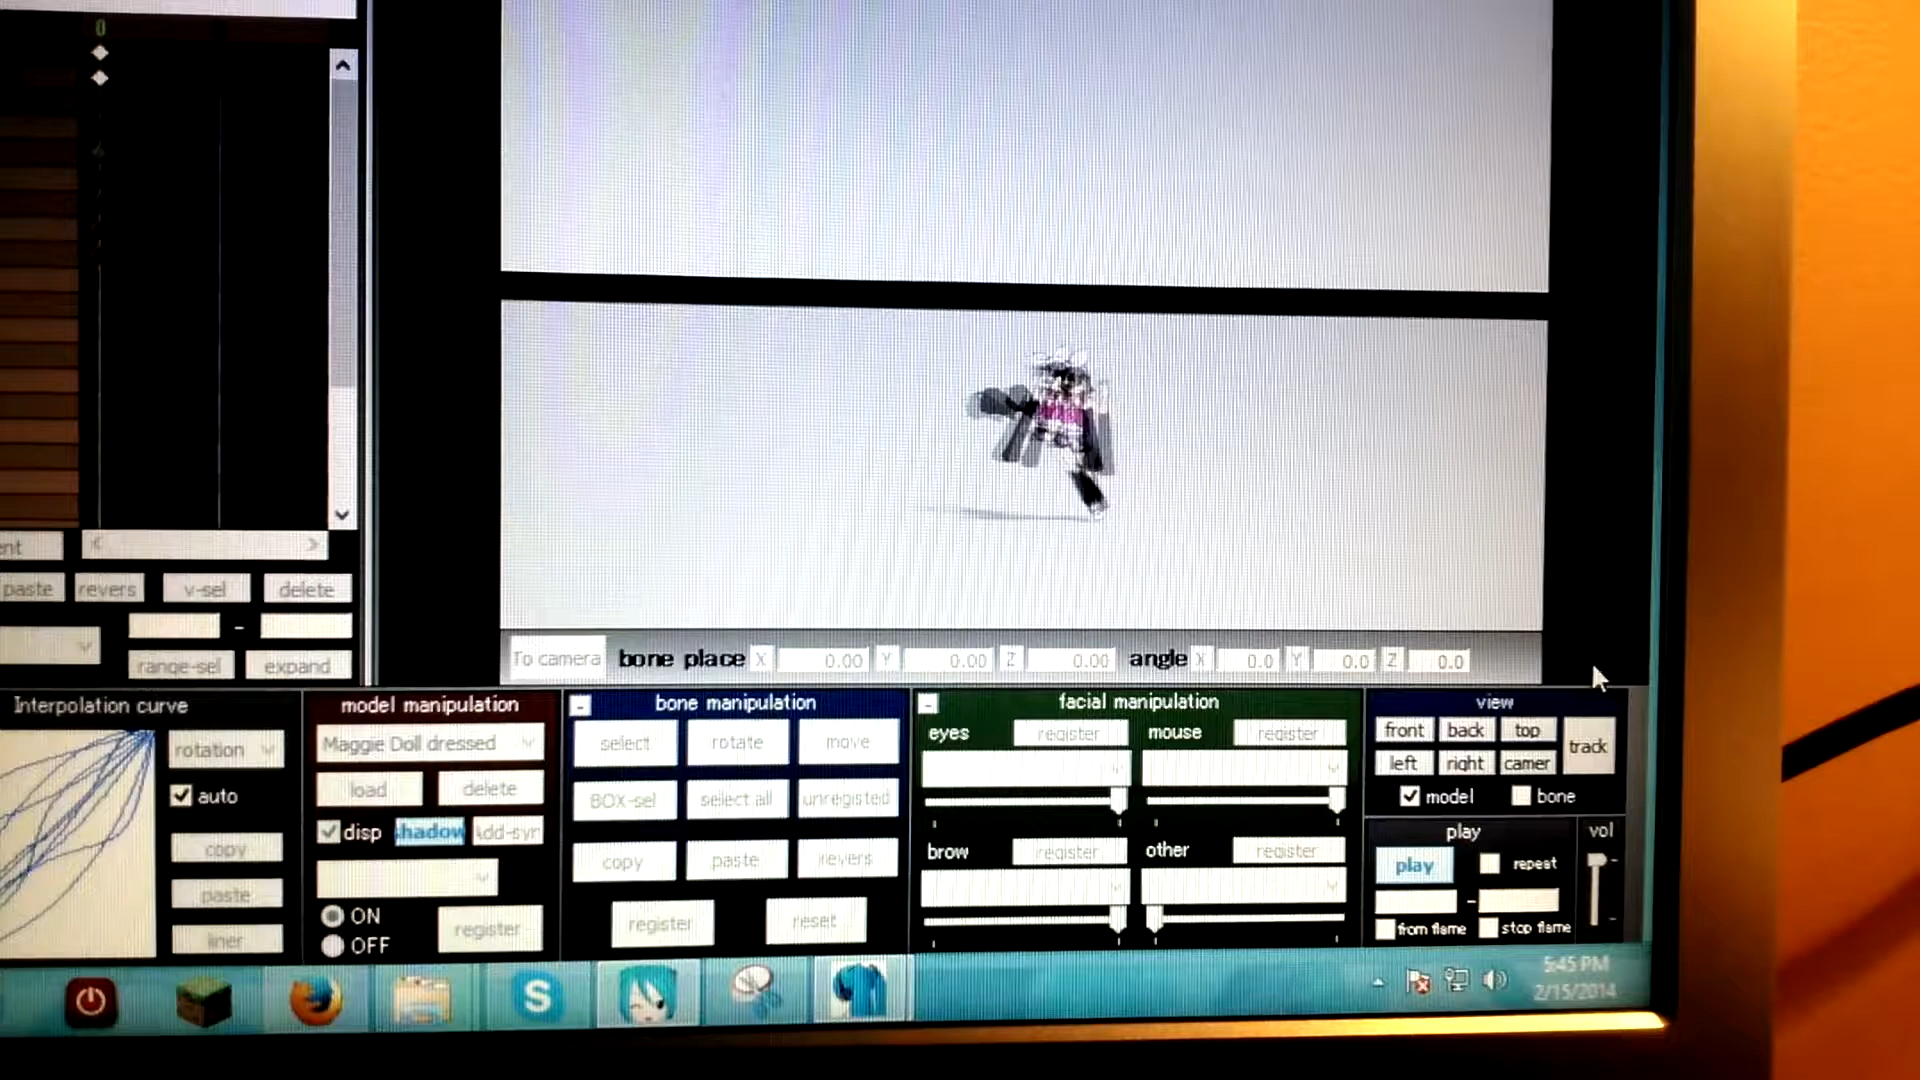 0
nt
paste revers v-sel delete
-
range-sel expand
To camera bone place X 0.00 Y 0.00 Z 0.00 angle X 0.0 Y 0.0 Z 0.0
Interpolation curve
rotation
auto
copy
paste
liner
model manipulation
Maggie Doll dressed
load delete
disp shadow Add-syn
ON
OFF
register
- bone manipulation
select rotate move
BOX-sel select all unregisted
copy paste revers
register reset
- facial manipulation
eyes register mouse register
brow register other register
view
front back top
left right camer
track
model bone
play
play repeat
-
from flame stop flame
vol
S
5:45 PM
2/15/2014